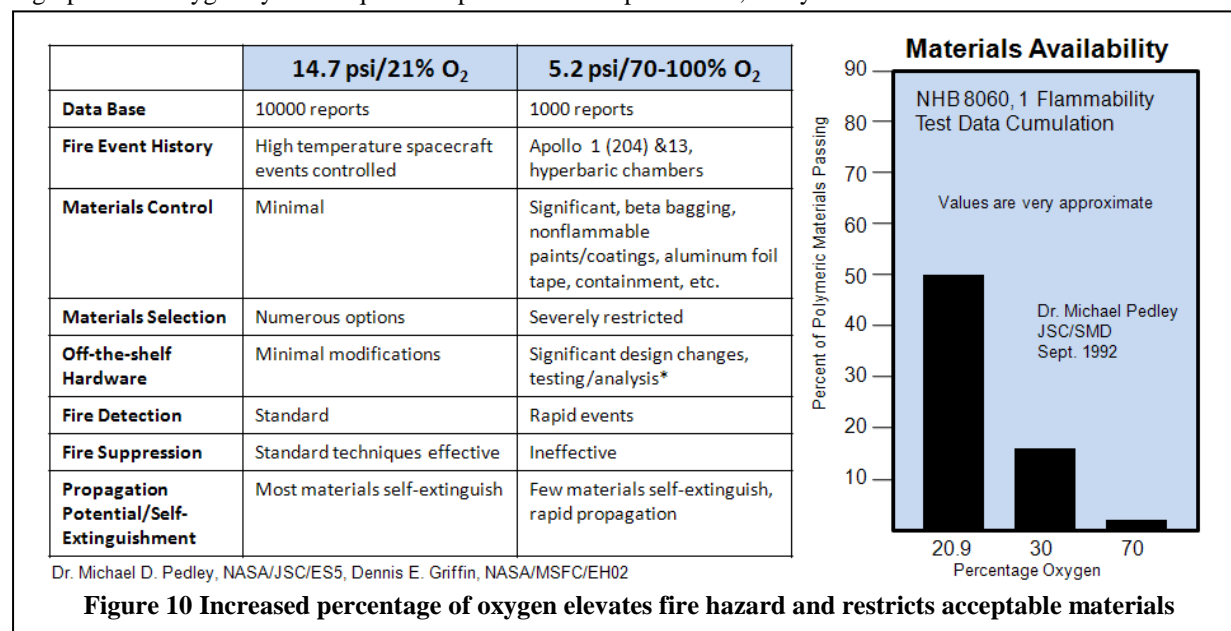 14.7 psi/21% O₂ 5.2 psi/70-100% O₂
Data Base 10000 reports 1000 reports
Fire Event History High temperature spacecraft Apollo 1 (204) &13,
events controlled hyperbaric chambers
Materials Control Minimal Significant, beta bagging,
nonflammable
paints/coatings, aluminum foil
tape, containment, etc.
Materials Selection Numerous options Severely restricted
Off-the-shelf Minimal modifications Significant design changes,
Hardware testing/analysis*
Fire Detection Standard Rapid events
Fire Suppression Standard techniques effective Ineffective
Propagation Most materials self-extinguish Few materials self-extinguish,
Potential/Self- rapid propagation
Extinguishment
Dr. Michael D. Pedley, NASA/JSC/ES5, Dennis E. Griffin, NASA/MSFC/EH02
Materials Availability
Percent of Polymeric Materials Passing
90
80
70
60
50
40
30
20
10
NHB 8060, 1 Flammability
Test Data Cumulation
Values are very approximate
Dr. Michael Pedley
JSC/SMD
Sept. 1992
20.9 30 70
Percentage Oxygen
Figure 10 Increased percentage of oxygen elevates fire hazard and restricts acceptable materials